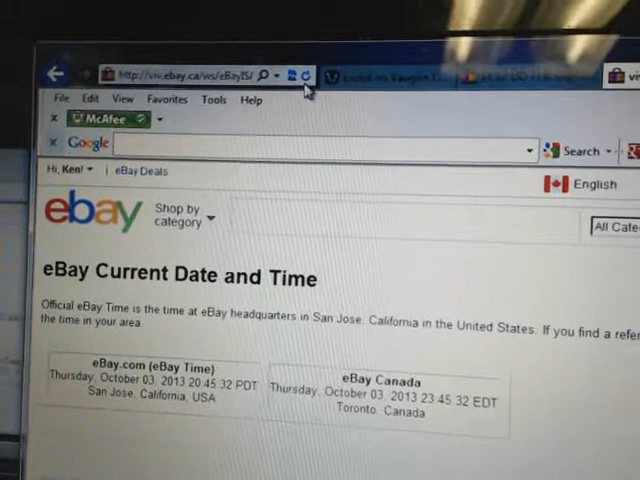 http://viv.ebay.ca/ws/eBayIS/
File Edit View Favorites Tools Help
x McAfee
x Google Search
Hi, Ken! eBay Deals
English
ebay Shop by category
All Cate
eBay Current Date and Time
Official eBay Time is the time at eBay headquarters in San Jose, California in the United States. If you find a refer
the time in your area
eBay.com (eBay Time)
Thursday, October 03, 2013 20:45:32 PDT
San Jose, California, USA
eBay Canada
Thursday, October 03, 2013 23:45:32 EDT
Toronto, Canada